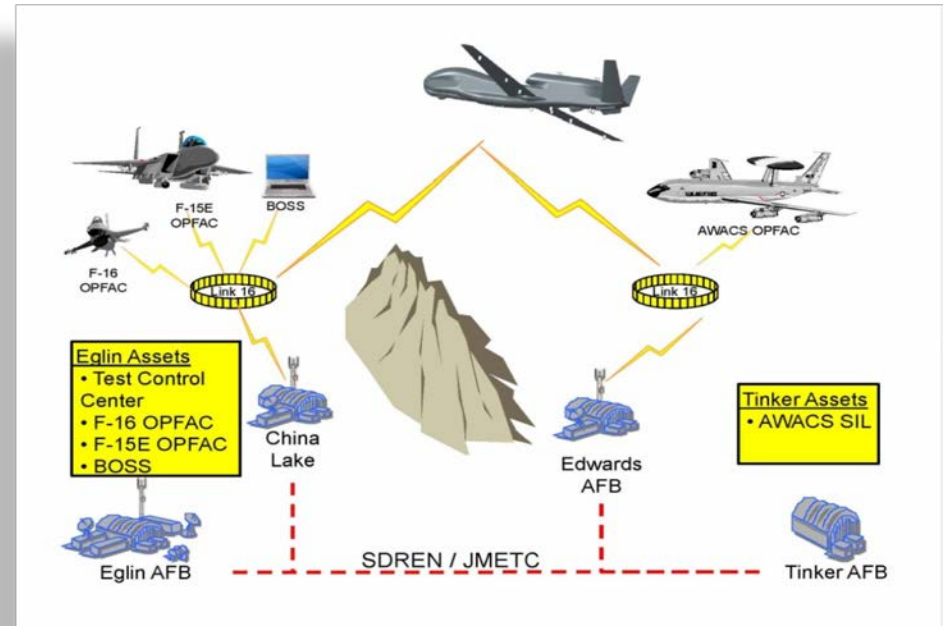 F-15E
OPFAC
BOSS
AWACS OPFAC
F-16
OPFAC
Link 16
Link 16
Eglin Assets
• Test Control
Center
• F-16 OPFAC
• F-15E OPFAC
• BOSS
China
Lake
Edwards
AFB
Tinker Assets
• AWACS SIL
Eglin AFB
SDREN / JMETC
Tinker AFB